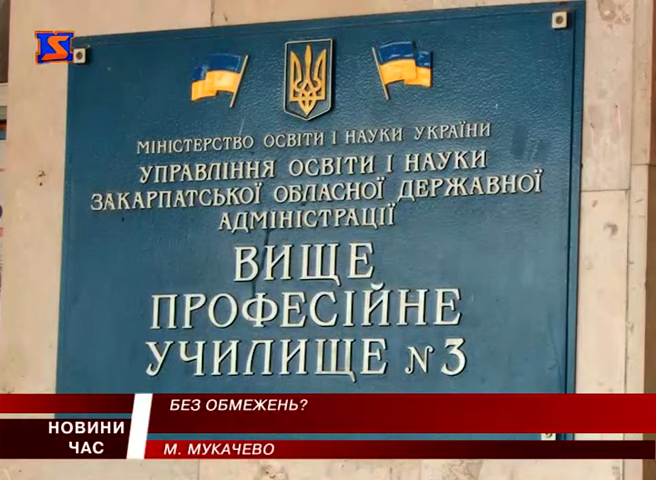 S
МІНІСТЕРСТВО ОСВІТИ І НАУКИ УКРАЇНИ
УПРАВЛІННЯ ОСВІТИ І НАУКИ
ЗАКАРПАТСЬКОЇ ОБЛАСНОЇ ДЕРЖАВНОЇ
АДМІНІСТРАЦІЇ
ВИЩЕ
ПРОФЕСІЙНЕ
УЧИЛИЩЕ №3
БЕЗ ОБМЕЖЕНЬ?
НОВИНИ
ЧАС
М. МУКАЧЕВО